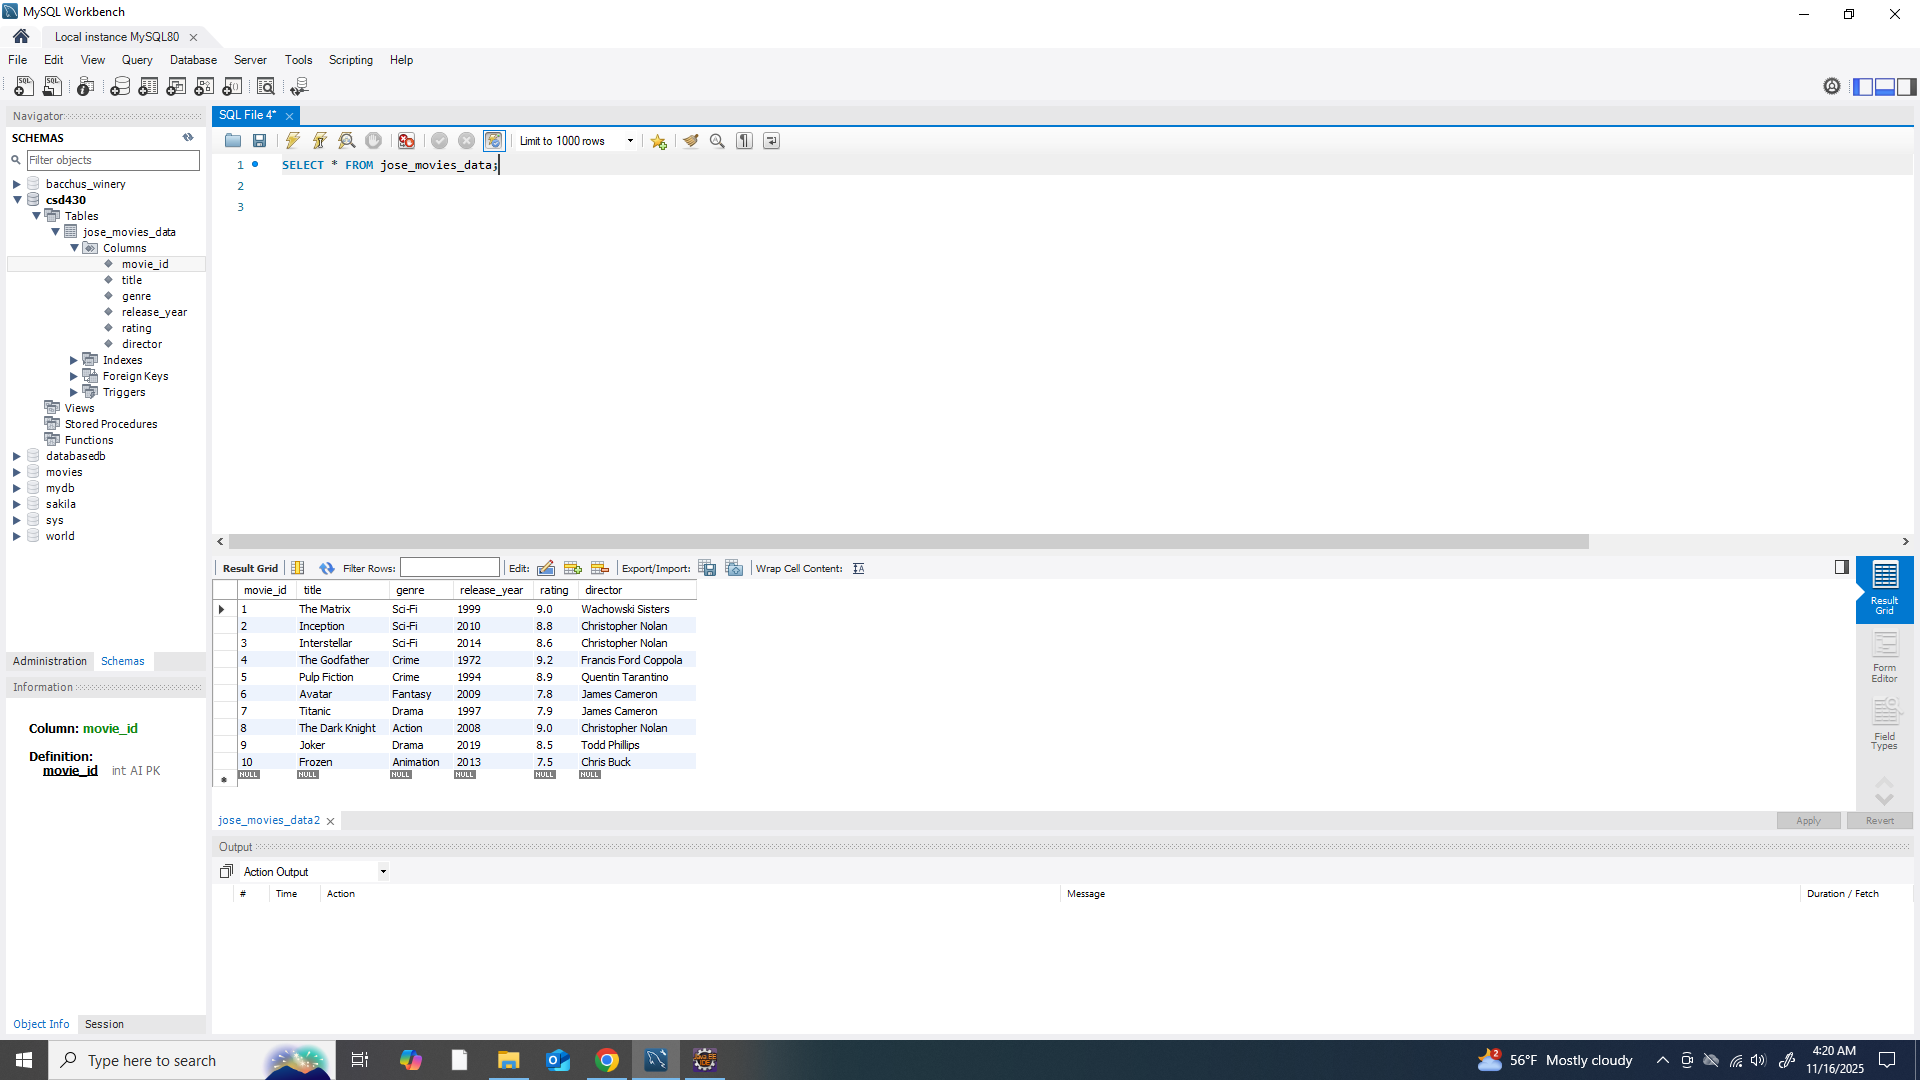 MySQL Workbench
Local instance MySQL80
File Edit View Query Database Server Tools Scripting Help
Navigator
SCHEMAS
Filter objects
bacchus_winery
csd430
Tables
jose_movies_data
Columns
movie_id
title
genre
release_year
rating
director
Indexes
Foreign Keys
Triggers
Views
Stored Procedures
Functions
databasedb
movies
mydb
sakila
sys
world
Administration Schemas
Information
Column: movie_id
Definition:
movie_id int AI PK
Object Info Session
SQL File 4*
Limit to 1000 rows
1 SELECT * FROM jose_movies_data;
2
3
Result Grid Filter Rows: Edit: Export/Import: Wrap Cell Content:
movie_id title genre release_year rating director
1 The Matrix Sci-Fi 1999 9.0 Wachowski Sisters
2 Inception Sci-Fi 2010 8.8 Christopher Nolan
3 Interstellar Sci-Fi 2014 8.6 Christopher Nolan
4 The Godfather Crime 1972 9.2 Francis Ford Coppola
5 Pulp Fiction Crime 1994 8.9 Quentin Tarantino
6 Avatar Fantasy 2009 7.8 James Cameron
7 Titanic Drama 1997 7.9 James Cameron
8 The Dark Knight Action 2008 9.0 Christopher Nolan
9 Joker Drama 2019 8.5 Todd Phillips
10 Frozen Animation 2013 7.5 Chris Buck
NULL NULL NULL NULL NULL NULL
Result
Grid
Form
Editor
Field
Types
jose_movies_data2
Apply Revert
Output
Action Output
# Time Action Message Duration / Fetch
Type here to search
2 56°F Mostly cloudy
4:20 AM
11/16/2025